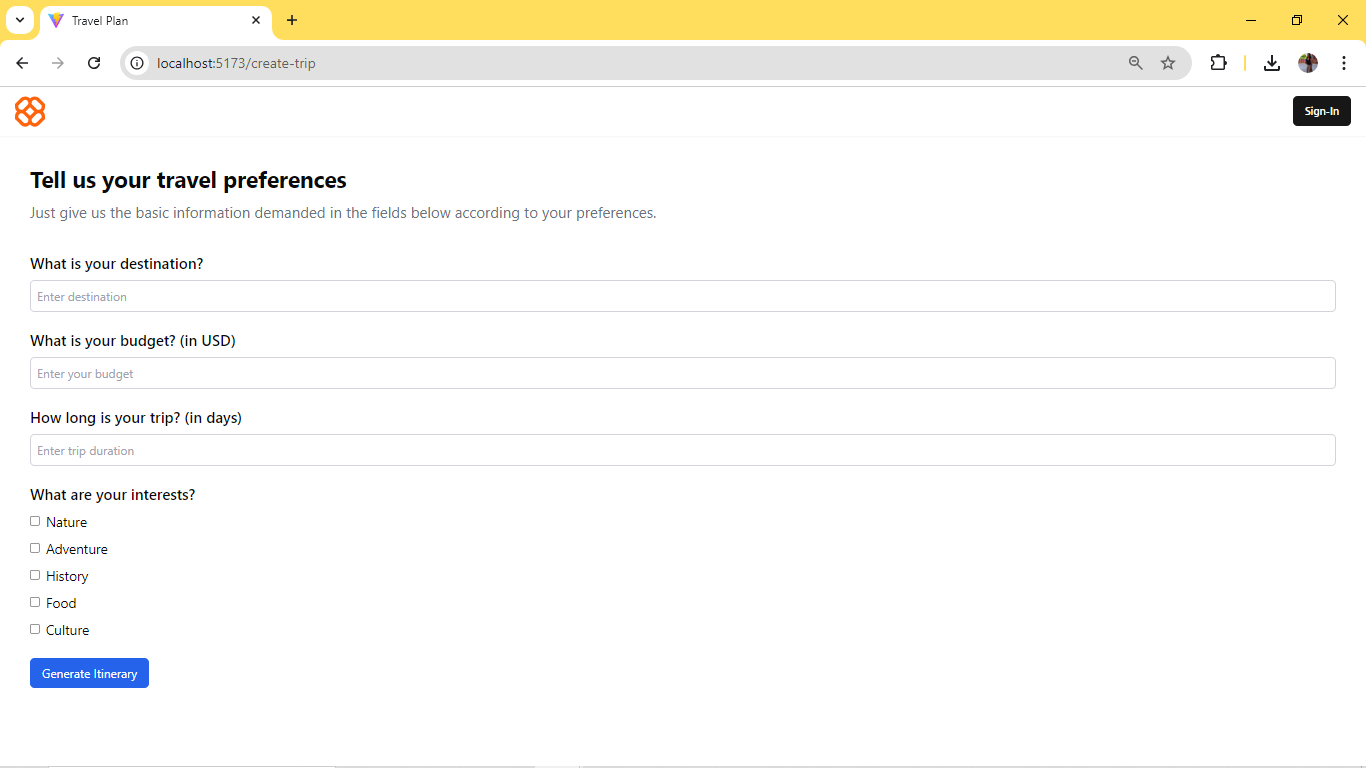 Travel Plan
localhost:5173/create-trip
Sign-In
Tell us your travel preferences
Just give us the basic information demanded in the fields below according to your preferences.
What is your destination?
Enter destination
What is your budget? (in USD)
Enter your budget
How long is your trip? (in days)
Enter trip duration
What are your interests?
Nature
Adventure
History
Food
Culture
Generate Itinerary